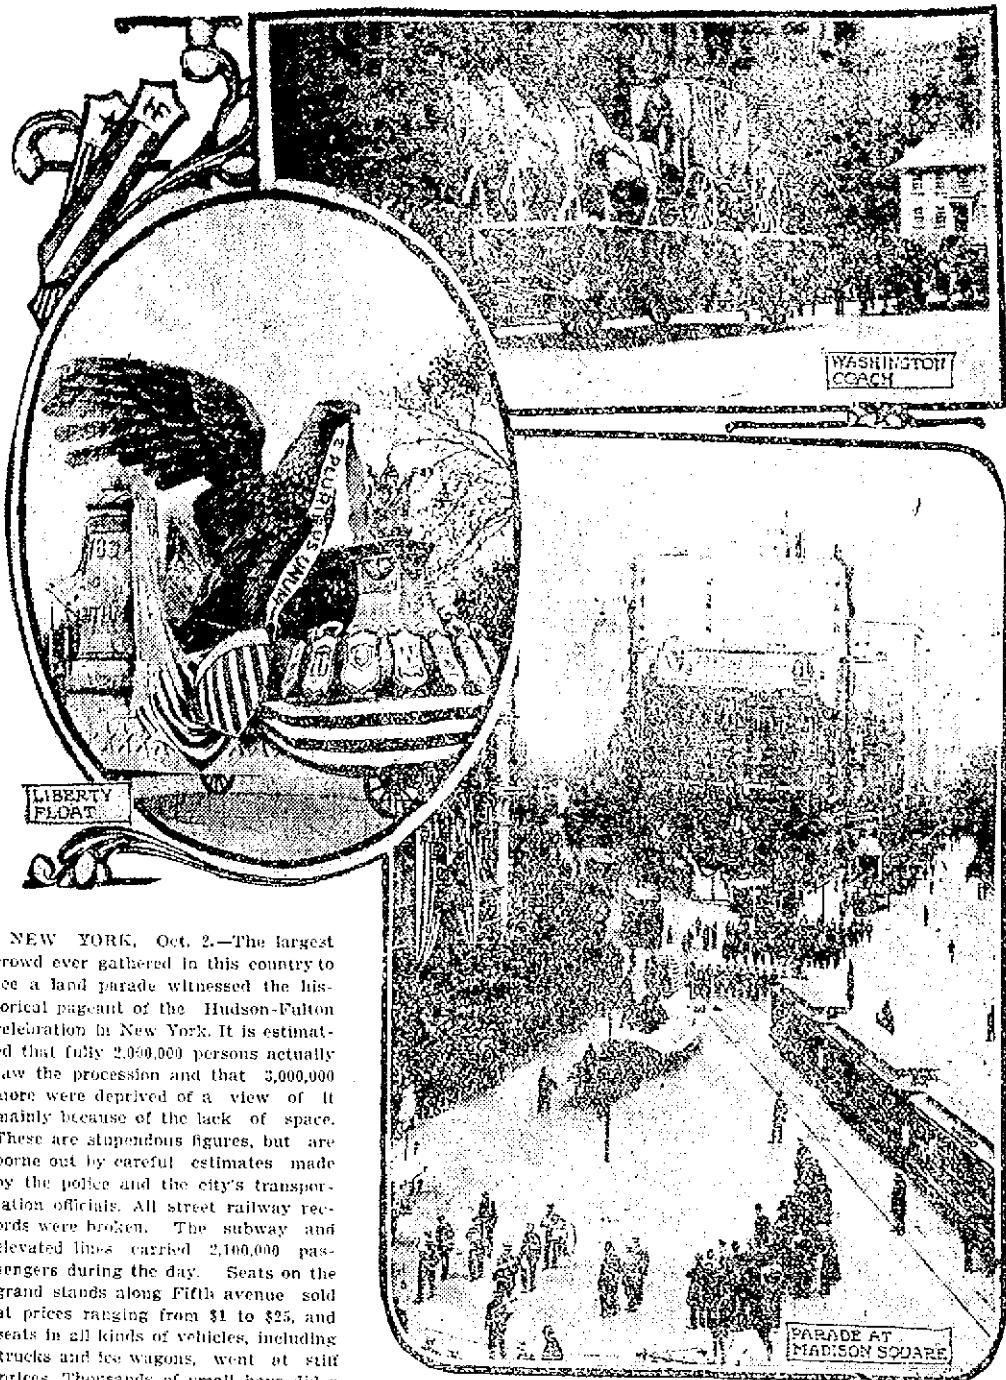 WASHINGTON
COACH
E PLURIBUS UNUM
LIBERTY
FLOAT
NEW YORK, Oct. 2.—The largest
crowd ever gathered in this country to
see a land parade witnessed the his-
torical pageant of the Hudson-Fulton
celebration in New York. It is estimat-
ed that fully 2,000,000 persons actually
saw the procession and that 3,000,000
more were deprived of a view of it
mainly because of the lack of space.
These are stupendous figures, but are
borne out by careful estimates made
by the police and the city's transpor-
tation officials. All street railway rec-
ords were broken. The subway and
elevated lines carried 2,100,000 pas-
sengers during the day. Seats on the
grand stands along Fifth avenue sold
at prices ranging from $1 to $25, and
seats in all kinds of vehicles, including
trucks and ice wagons, went at stiff
prices. Thousands of small boys did a
PARADE AT
MADISON SQUARE